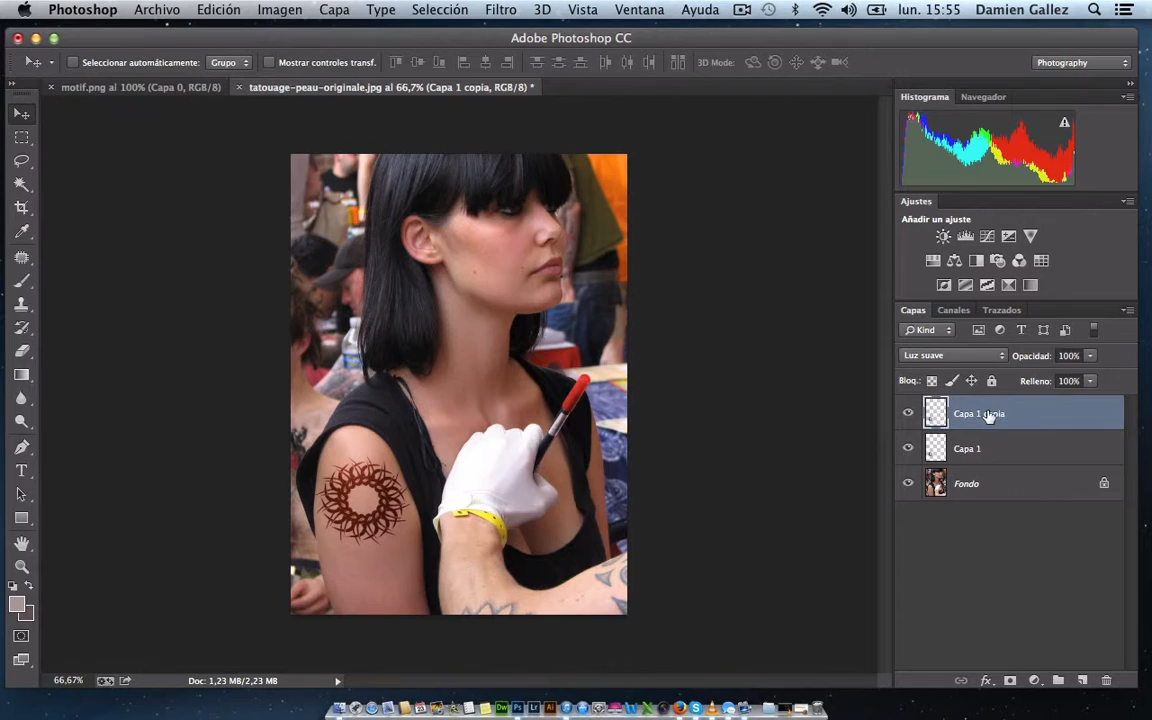 Photoshop Archivo Edición Imagen Capa Type Selección Filtro 3D Vista Ventana Ayuda lun. 15:55 Damien Gallez
Adobe Photoshop CC
Seleccionar automáticamente: Grupo Mostrar controles transf. 3D Mode: Photography
motif.png al 100% (Capa 0, RGB/8) tatouage-peau-originale.jpg al 66,7% (Capa 1 copia, RGB/8) *
Histograma Navegador
Ajustes
Añadir un ajuste
Capas Canales Trazados
Kind
Luz suave Opacidad: 100%
Bloq.: Relleno: 100%
Capa 1 copia
Capa 1
Fondo
66,67% Doc: 1,23 MB/2,23 MB